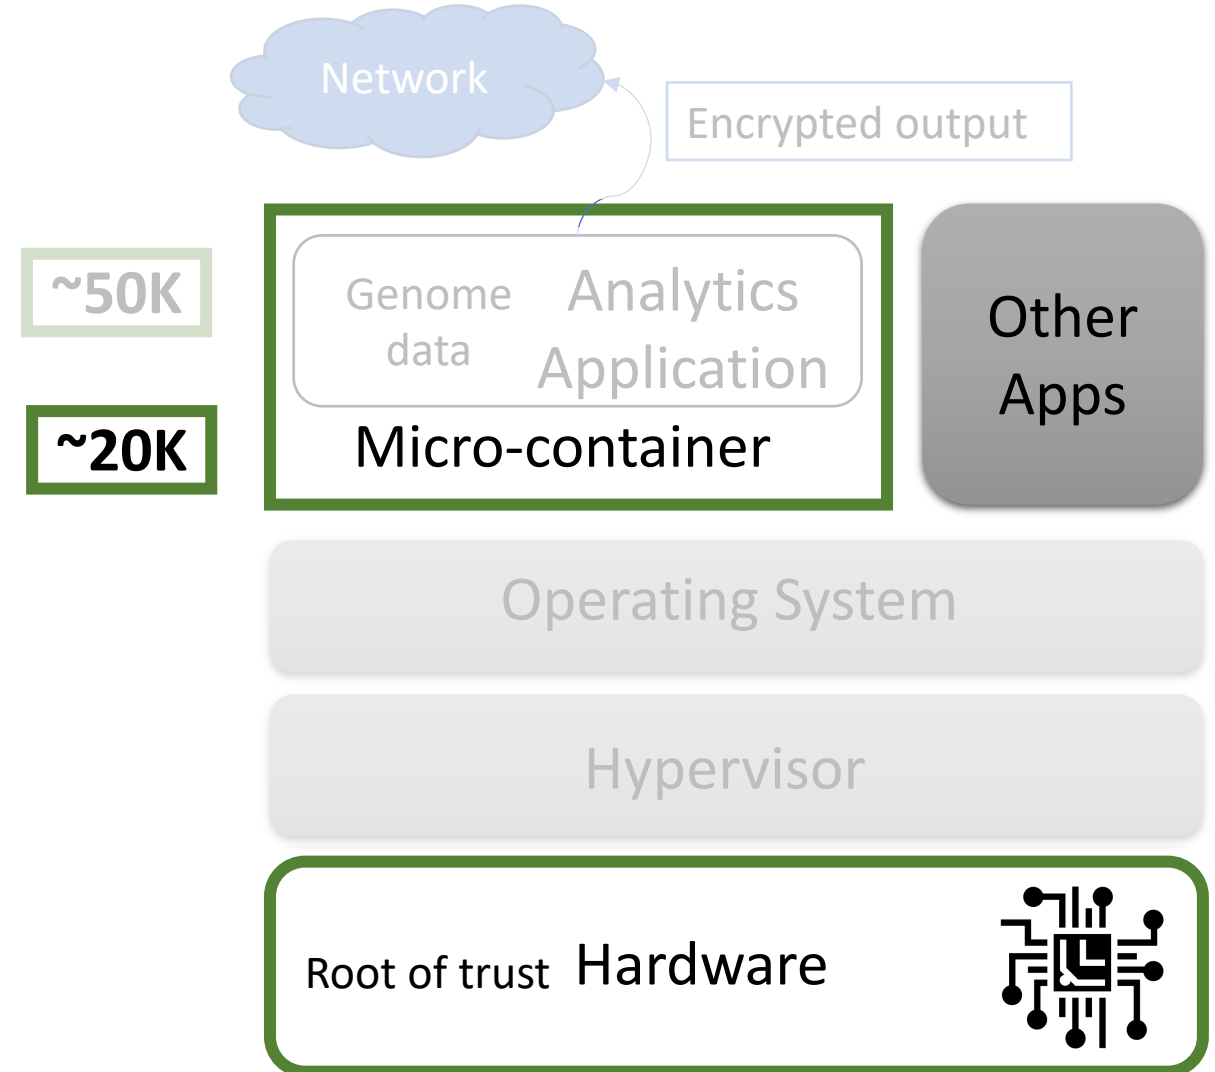 Network
Encrypted output
~50K
Genome
data
Analytics
Application
Other
Apps
~20K
Micro-container
Operating System
Hypervisor
Root of trust Hardware